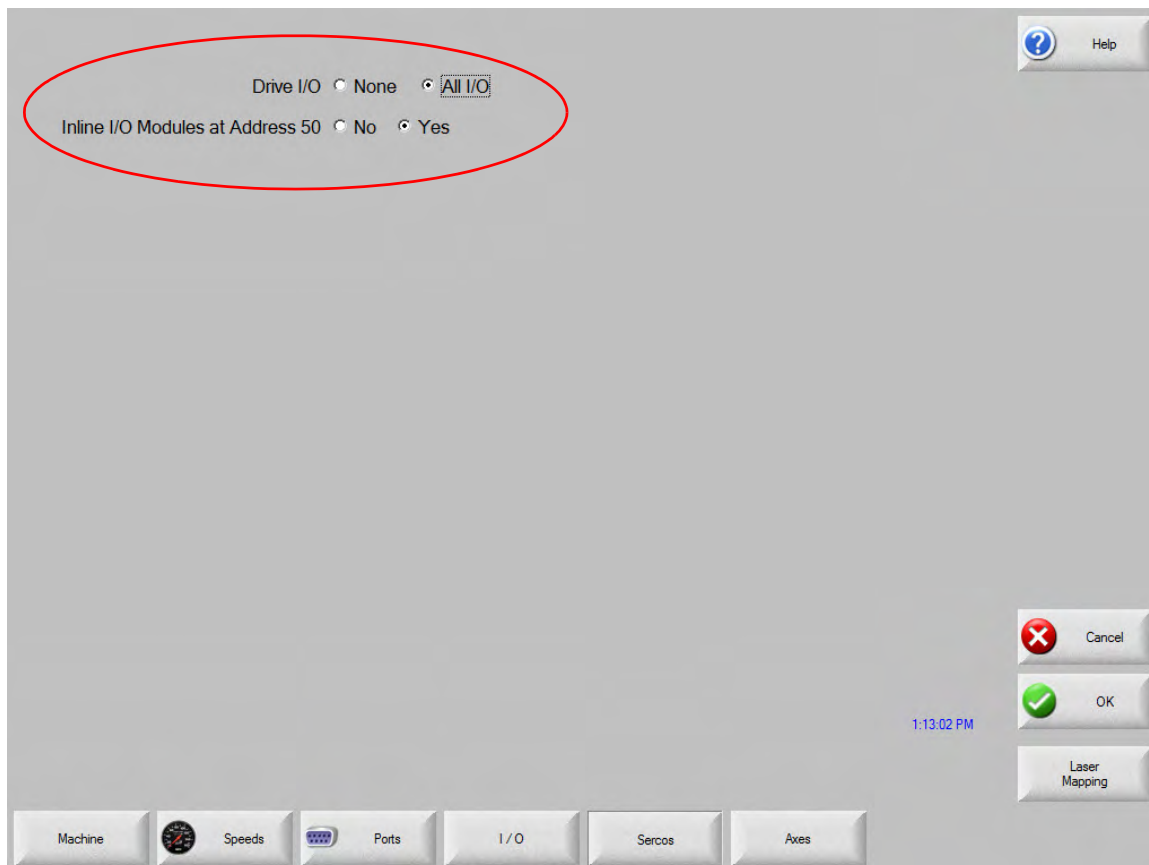 Help
Drive I/O None All I/O
Inline I/O Modules at Address 50 No Yes
Cancel
OK
1:13:02 PM
Laser
Mapping
Machine Speeds Ports I / O Sercos Axes